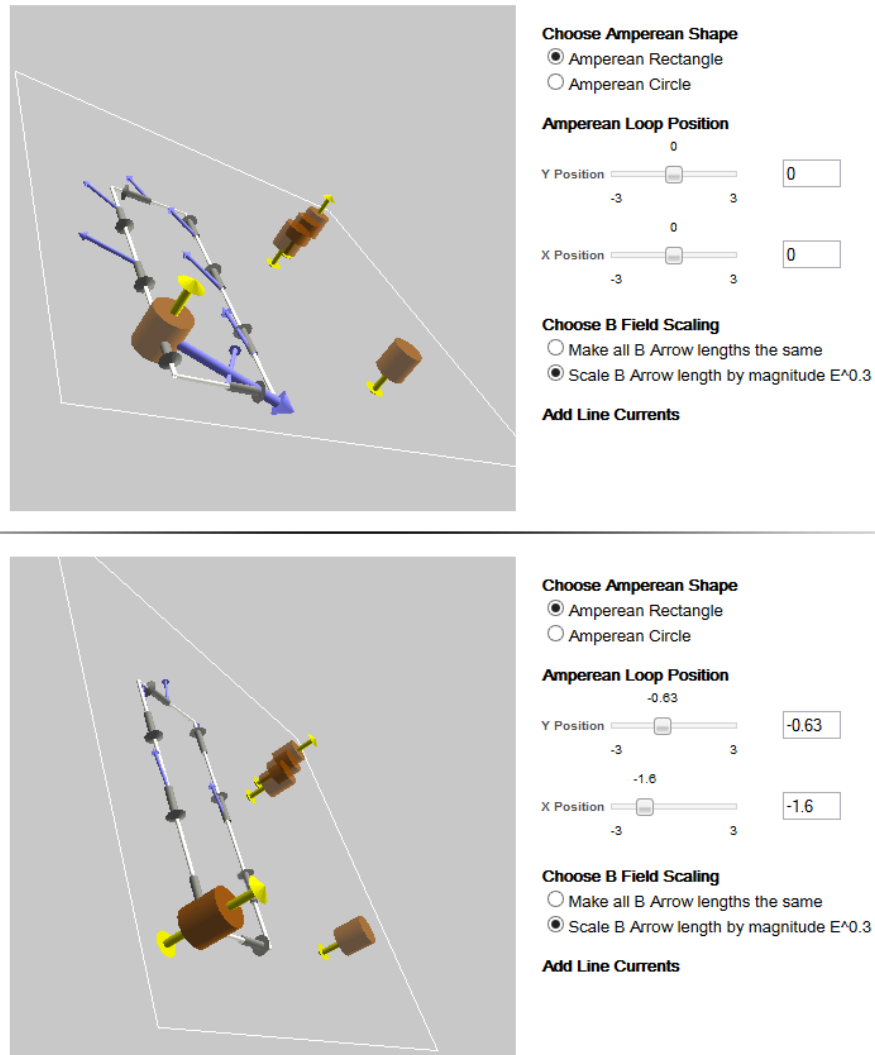 Choose Amperean Shape
Amperean Rectangle
Amperean Circle
Amperean Loop Position
0
Y Position
0
-3 3
0
X Position
0
-3 3
Choose B Field Scaling
Make all B Arrow lengths the same
Scale B Arrow length by magnitude E^0.3
Add Line Currents
Choose Amperean Shape
Amperean Rectangle
Amperean Circle
Amperean Loop Position
-0.63
Y Position
-0.63
-3 3
-1.6
X Position
-1.6
-3 3
Choose B Field Scaling
Make all B Arrow lengths the same
Scale B Arrow length by magnitude E^0.3
Add Line Currents